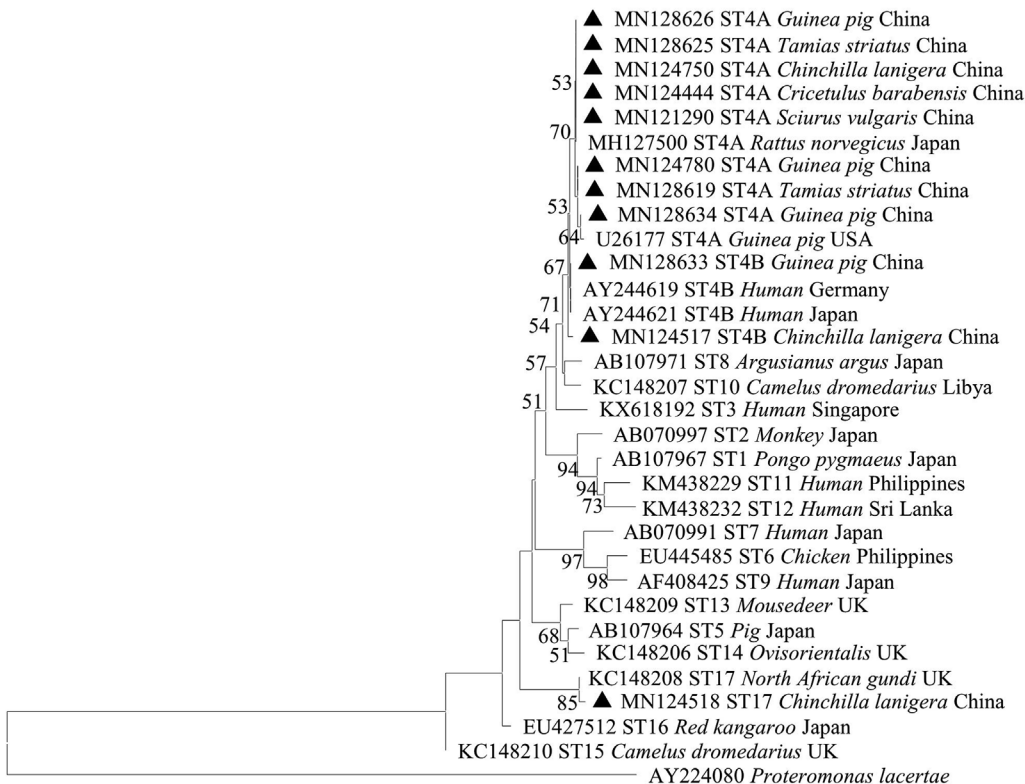 MN128626 ST4A Guinea pig China
MN128625 ST4A Tamias striatus China
MN124750 ST4A Chinchilla lanigera China
53
MN124444 ST4A Cricetulus barabensis China
MN121290 ST4A Sciurus vulgaris China
70
MH127500 ST4A Rattus norvegicus Japan
MN124780 ST4A Guinea pig China
MN128619 ST4A Tamias striatus China
53
MN128634 ST4A Guinea pig China
64
U26177 ST4A Guinea pig USA
67
MN128633 ST4B Guinea pig China
AY244619 ST4B Human Germany
71
AY244621 ST4B Human Japan
54
MN124517 ST4B Chinchilla lanigera China
57
AB107971 ST8 Argusianus argus Japan
KC148207 ST10 Camelus dromedarius Libya
51
KX618192 ST3 Human Singapore
AB070997 ST2 Monkey Japan
94
AB107967 ST1 Pongo pygmaeus Japan
94
KM438229 ST11 Human Philippines
73
KM438232 ST12 Human Sri Lanka
AB070991 ST7 Human Japan
97
EU445485 ST6 Chicken Philippines
98
AF408425 ST9 Human Japan
KC148209 ST13 Mousedeer UK
68
AB107964 ST5 Pig Japan
51
KC148206 ST14 Ovisorientalis UK
KC148208 ST17 North African gundi UK
85
MN124518 ST17 Chinchilla lanigera China
EU427512 ST16 Red kangaroo Japan
KC148210 ST15 Camelus dromedarius UK
AY224080 Proteromonas lacertae